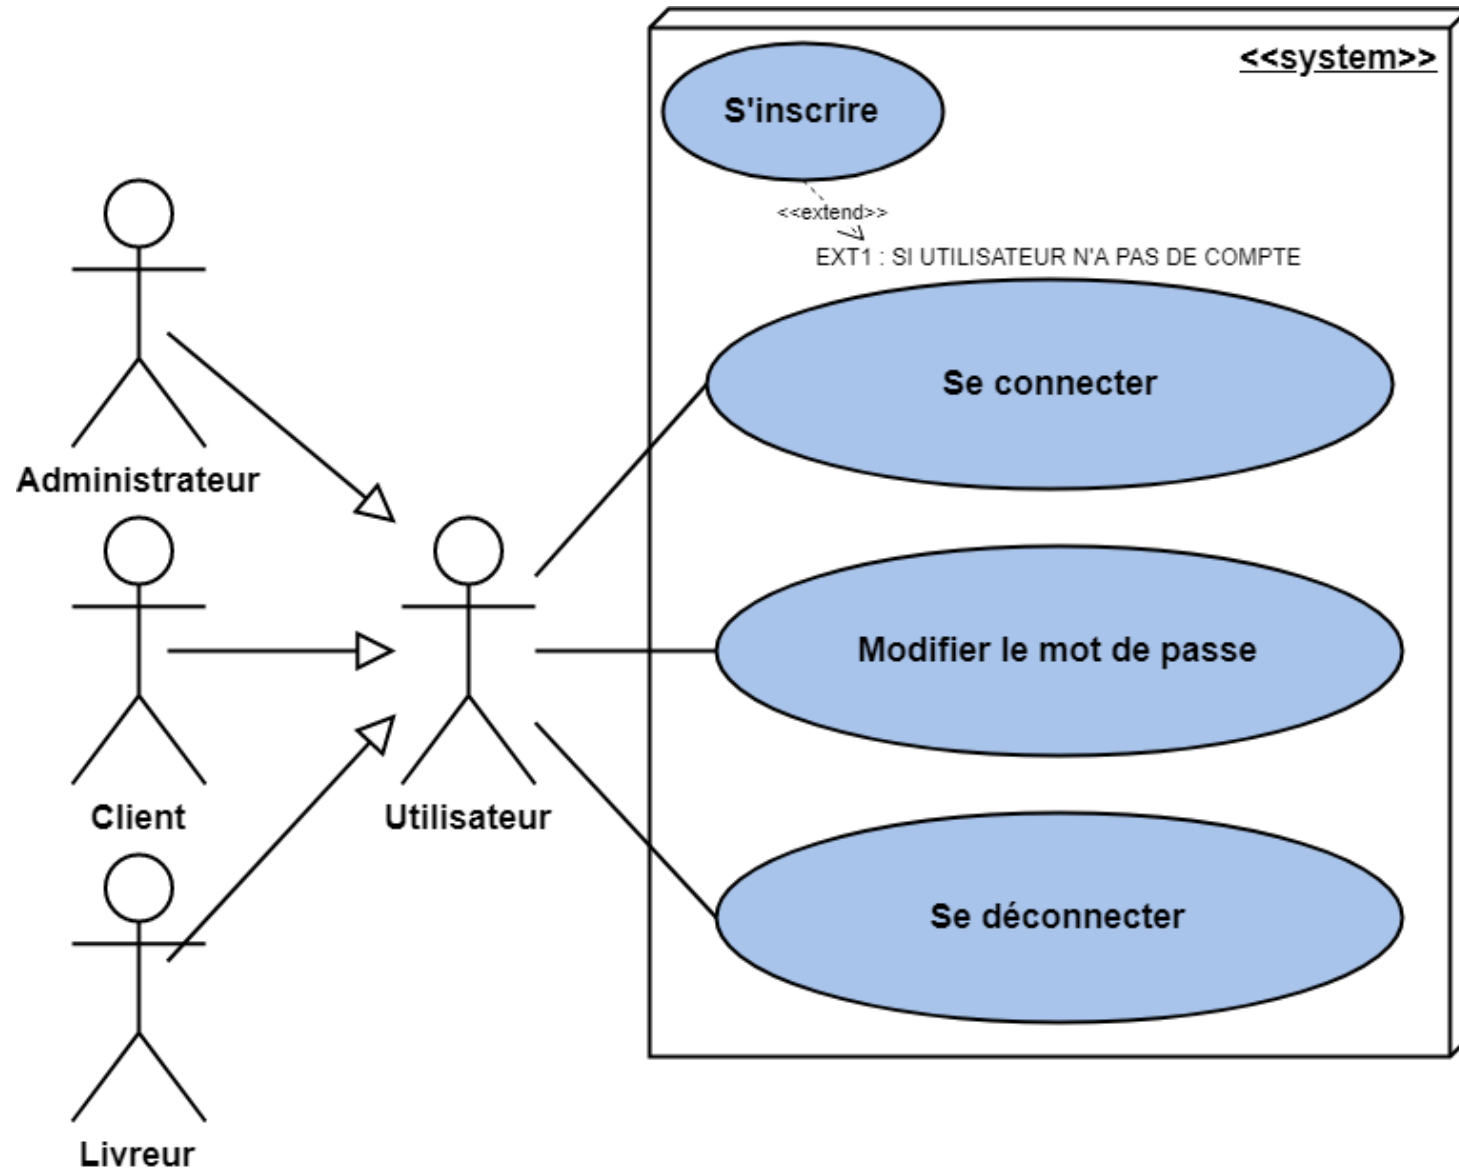 <<system>>
S'inscrire
<<extend>>
EXT1 : SI UTILISATEUR N'A PAS DE COMPTE
Se connecter
Administrateur
Modifier le mot de passe
Client
Utilisateur
Se déconnecter
Livreur